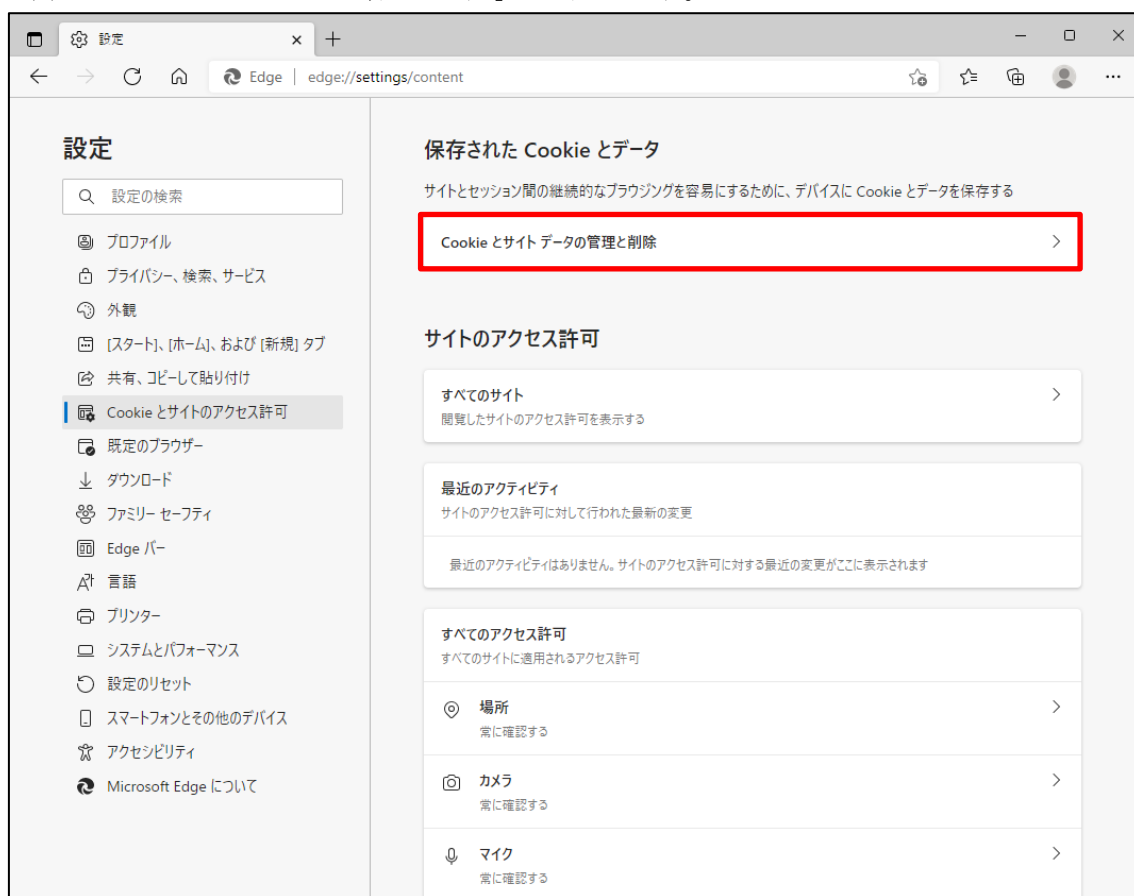 設定
Edge | edge://settings/content
設定
設定の検索
プロファイル
プライバシー、検索、サービス
外観
[スタート]、[ホーム]、および [新規] タブ
共有、コピーして貼り付け
Cookie とサイトのアクセス許可
既定のブラウザー
ダウンロード
ファミリー セーフティ
Edge バー
言語
プリンター
システムとパフォーマンス
設定のリセット
スマートフォンとその他のデバイス
アクセシビリティ
Microsoft Edge について
保存された Cookie とデータ
サイトとセッション間の継続的なブラウジングを容易にするために、デバイスに Cookie とデータを保存する
Cookie とサイト データの管理と削除
サイトのアクセス許可
すべてのサイト
閲覧したサイトのアクセス許可を表示する
最近のアクティビティ
サイトのアクセス許可に対して行われた最新の変更
最近のアクティビティはありません。サイトのアクセス許可に対する最近の変更がここに表示されます
すべてのアクセス許可
すべてのサイトに適用されるアクセス許可
場所
常に確認する
カメラ
常に確認する
マイク
常に確認する